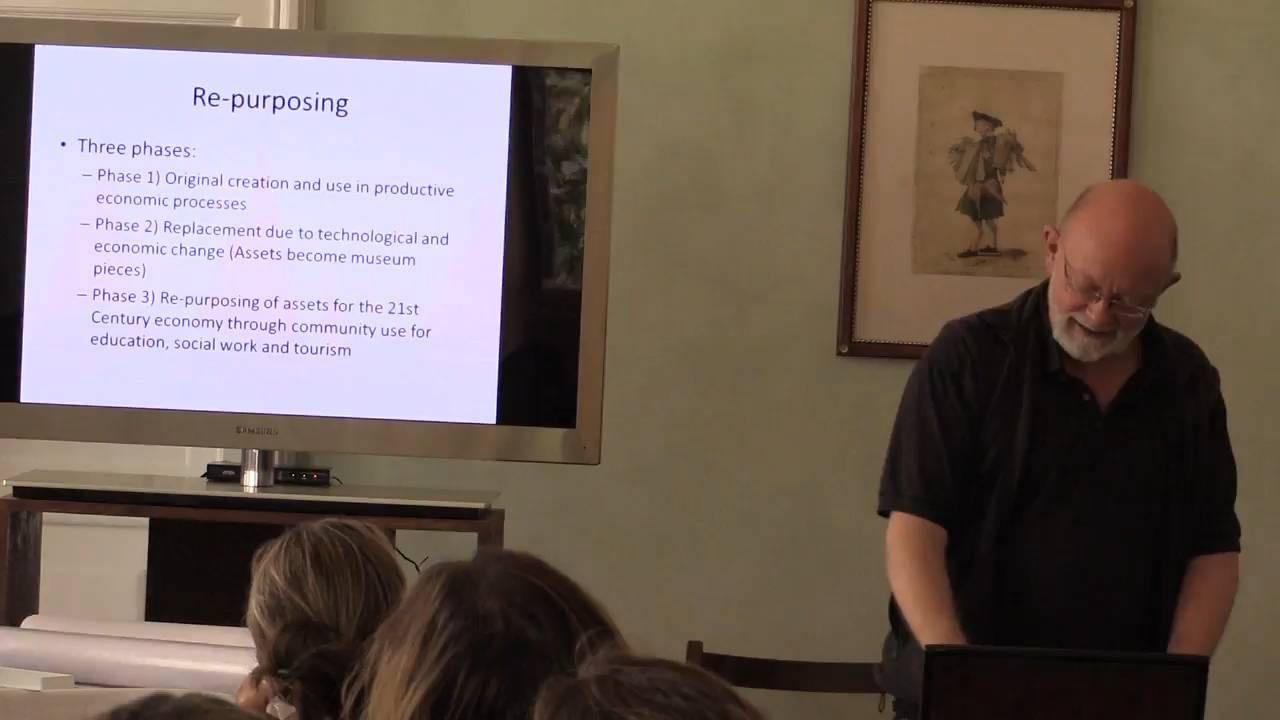 Re-purposing
• Three phases:
– Phase 1) Original creation and use in productive
economic processes
– Phase 2) Replacement due to technological and
economic change (Assets become museum
pieces)
– Phase 3) Re-purposing of assets for the 21st
Century economy through community use for
education, social work and tourism
SAMSUNG